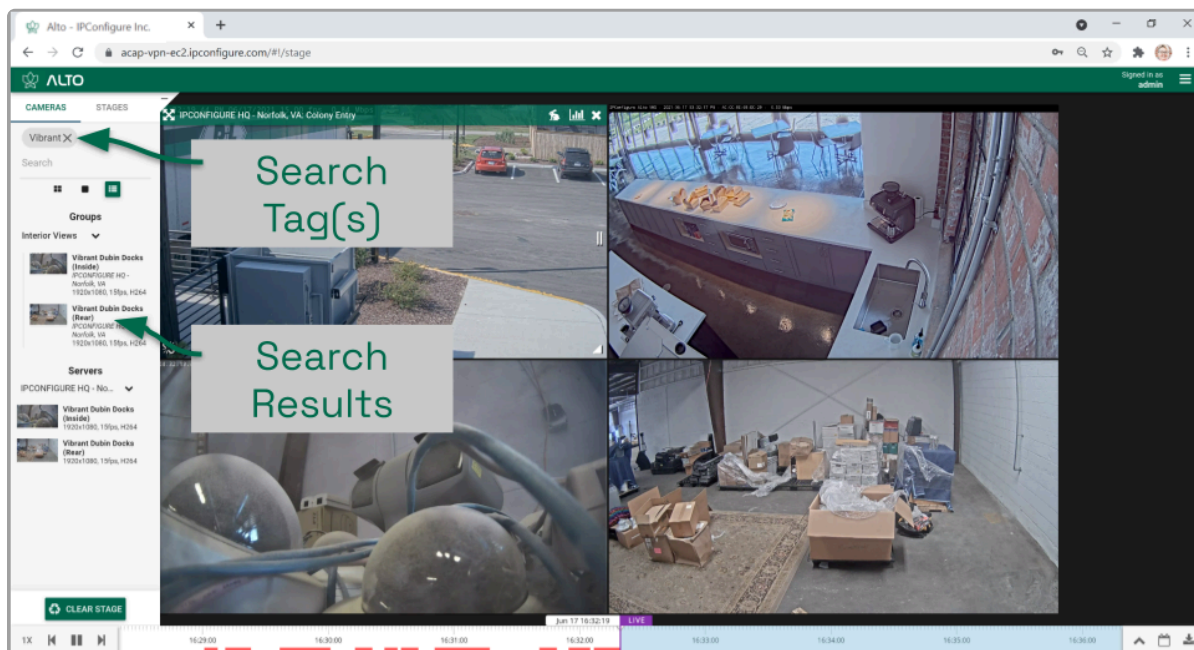 Alto - IPConfigure Inc.
acap-vpn-ec2.ipconfigure.com/#!/stage
ALTO
Signed in as
admin
CAMERAS STAGES
IPCONFIGURE HQ - Norfolk, VA: Colony Entry
Vibrant
Search
Search
Tag(s)
Groups
Interior Views
Vibrant Dubin Docks
(Inside)
IPCONFIGURE HQ -
Norfolk, VA
1920x1080, 15fps, H264
Vibrant Dubin Docks
(Rear)
IPCONFIGURE
Norfolk, VA
1920x1080, 15fps, H264
Search
Results
Servers
IPCONFIGURE HQ - No...
Vibrant Dubin Docks
(Inside)
1920x1080, 15fps, H264
Vibrant Dubin Docks
(Rear)
1920x1080, 15fps, H264
CLEAR STAGE
Jun 17 16:32:19 LIVE
1X 16:29:00 16:30:00 16:31:00 16:32:00 16:33:00 16:34:00 16:35:00 16:36:00